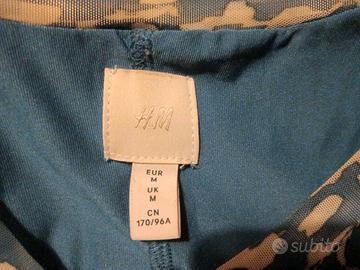 H&M
EUR
M
UK
M
CN
170/96A
subito